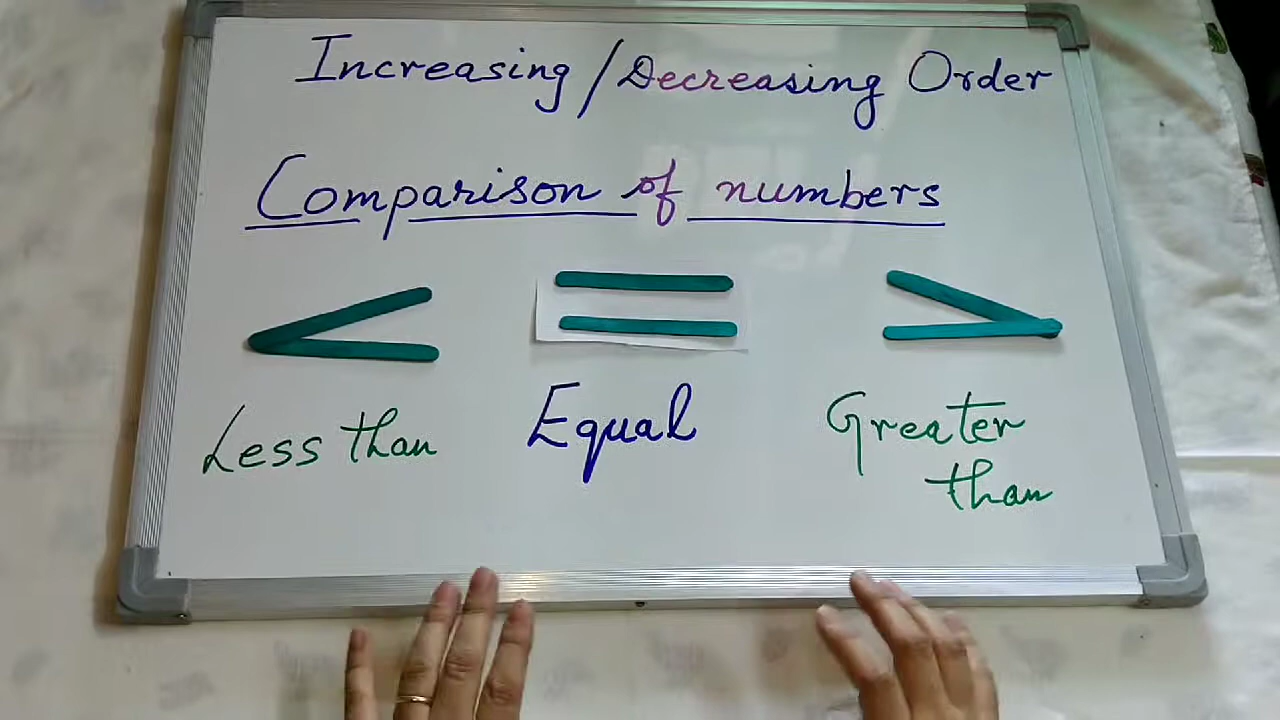 Increasing/Decreasing Order
Comparison of numbers
< = >
Less than Equal Greater than